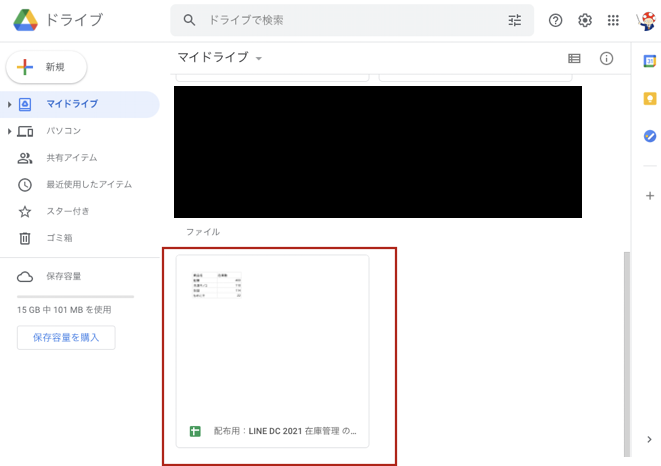 ドライブ
ドライブで検索
新規
マイドライブ
マイドライブ
パソコン
共有アイテム
最近使用したアイテム
スター付き
ゴミ箱
保存容量
15 GB 中 101 MB を使用
保存容量を購入
ファイル
配布用：LINE DC 2021 在庫管理 の...
31